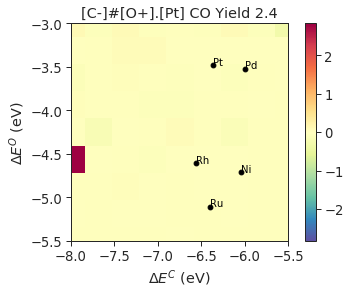 [C-]#[O+].[Pt] CO Yield 2.4
−3.0
−3.5
−4.0
−4.5
−5.0
−5.5
ΔE^O (eV)
Pt
Pd
Rh
Ni
Ru
−8.0 −7.5 −7.0 −6.5 −6.0 −5.5
ΔE^C (eV)
2
1
0
−1
−2